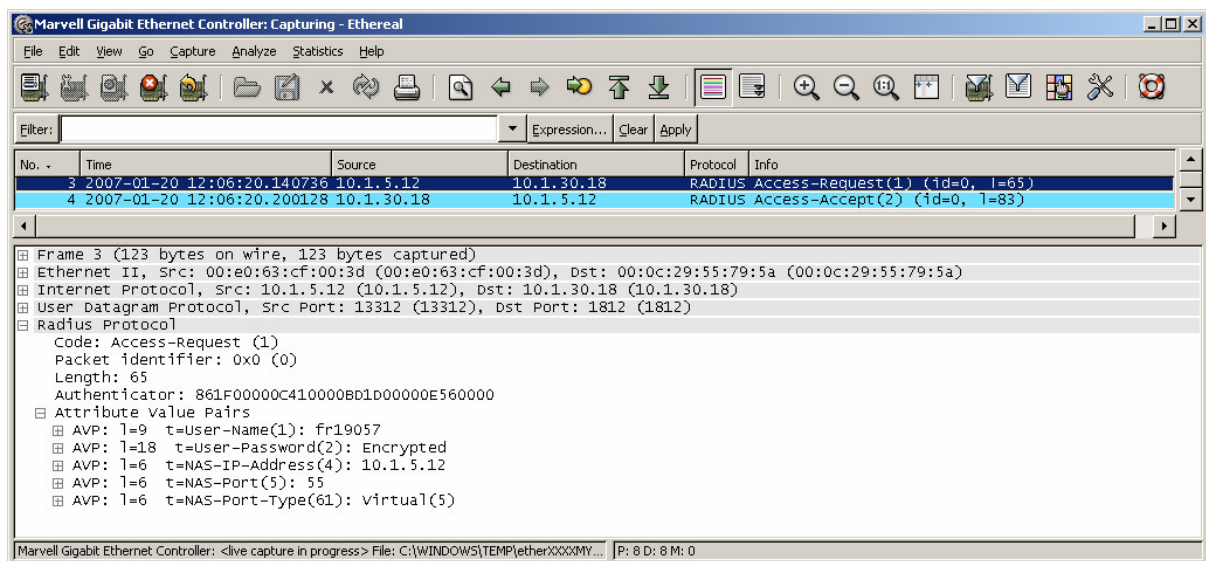 Marvell Gigabit Ethernet Controller: Capturing - Ethereal
File Edit View Go Capture Analyze Statistics Help
Filter: Expression... Clear Apply
No. Time Source Destination Protocol Info
3 2007-01-20 12:06:20.140736 10.1.5.12 10.1.30.18 RADIUS Access-Request(1) (id=0, l=65)
4 2007-01-20 12:06:20.200128 10.1.30.18 10.1.5.12 RADIUS Access-Accept(2) (id=0, l=83)
Frame 3 (123 bytes on wire, 123 bytes captured)
Ethernet II, Src: 00:e0:63:cf:00:3d (00:e0:63:cf:00:3d), Dst: 00:0c:29:55:79:5a (00:0c:29:55:79:5a)
Internet Protocol, Src: 10.1.5.12 (10.1.5.12), Dst: 10.1.30.18 (10.1.30.18)
User Datagram Protocol, Src Port: 13312 (13312), Dst Port: 1812 (1812)
Radius Protocol
Code: Access-Request (1)
Packet identifier: 0x0 (0)
Length: 65
Authenticator: 861F00000C410000BD1D00000E560000
Attribute Value Pairs
AVP: l=9 t=User-Name(1): fr19057
AVP: l=18 t=User-Password(2): Encrypted
AVP: l=6 t=NAS-IP-Address(4): 10.1.5.12
AVP: l=6 t=NAS-Port(5): 55
AVP: l=6 t=NAS-Port-Type(61): Virtual(5)
Marvell Gigabit Ethernet Controller: <live capture in progress> File: C:\WINDOWS\TEMP\etherXXXXMY... P: 8 D: 8 M: 0